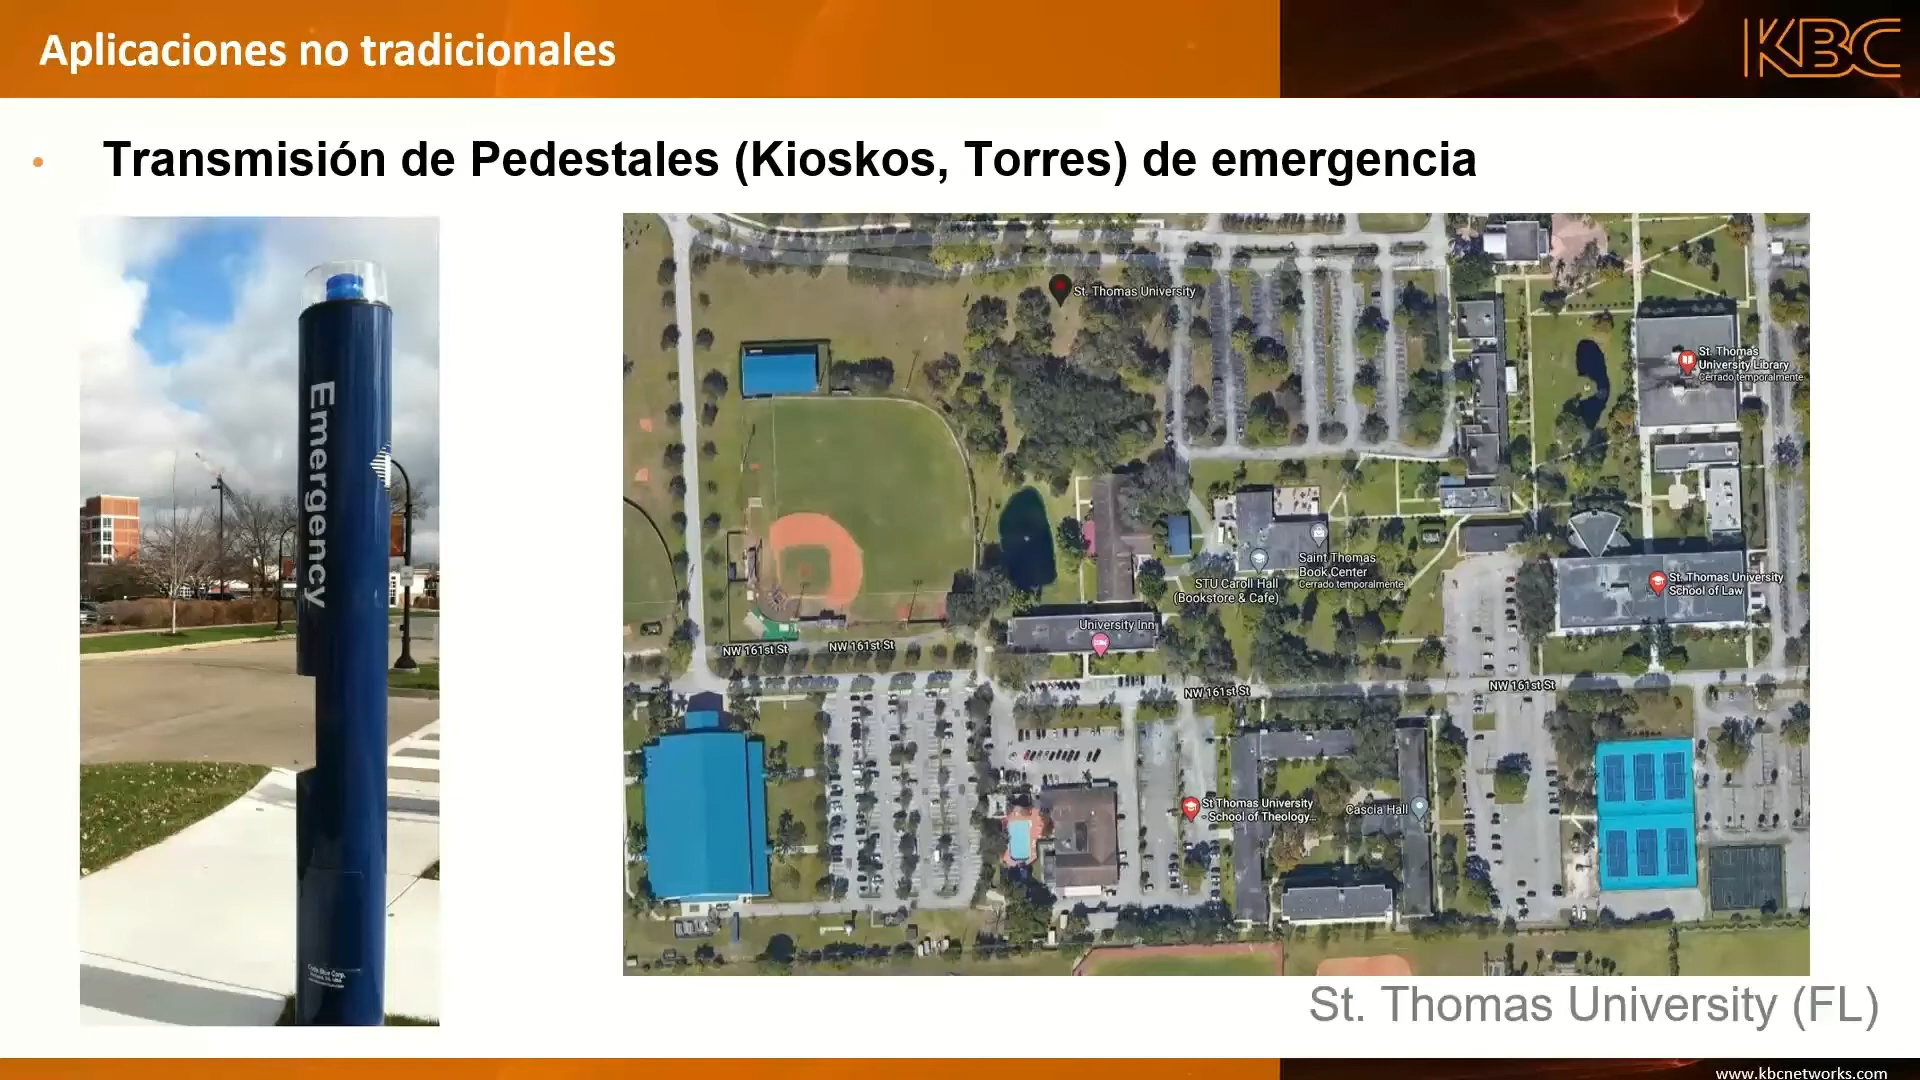 Aplicaciones no tradicionales
KBC
• Transmisión de Pedestales (Kioskos, Torres) de emergencia
Emergency
St. Thomas University
St. Thomas
University Library
Cerrado temporalmente
Saint Thomas
Book Center
Cerrado temporalmente
STU Caroll Hall
(Bookstore & Cafe)
St. Thomas University
School of Law
University Inn
NW 161st St
NW 161st St
NW 161st St
NW 161st St
St Thomas University
- School of Theology...
Cascia Hall
St. Thomas University (FL)
www.kbcnetworks.com